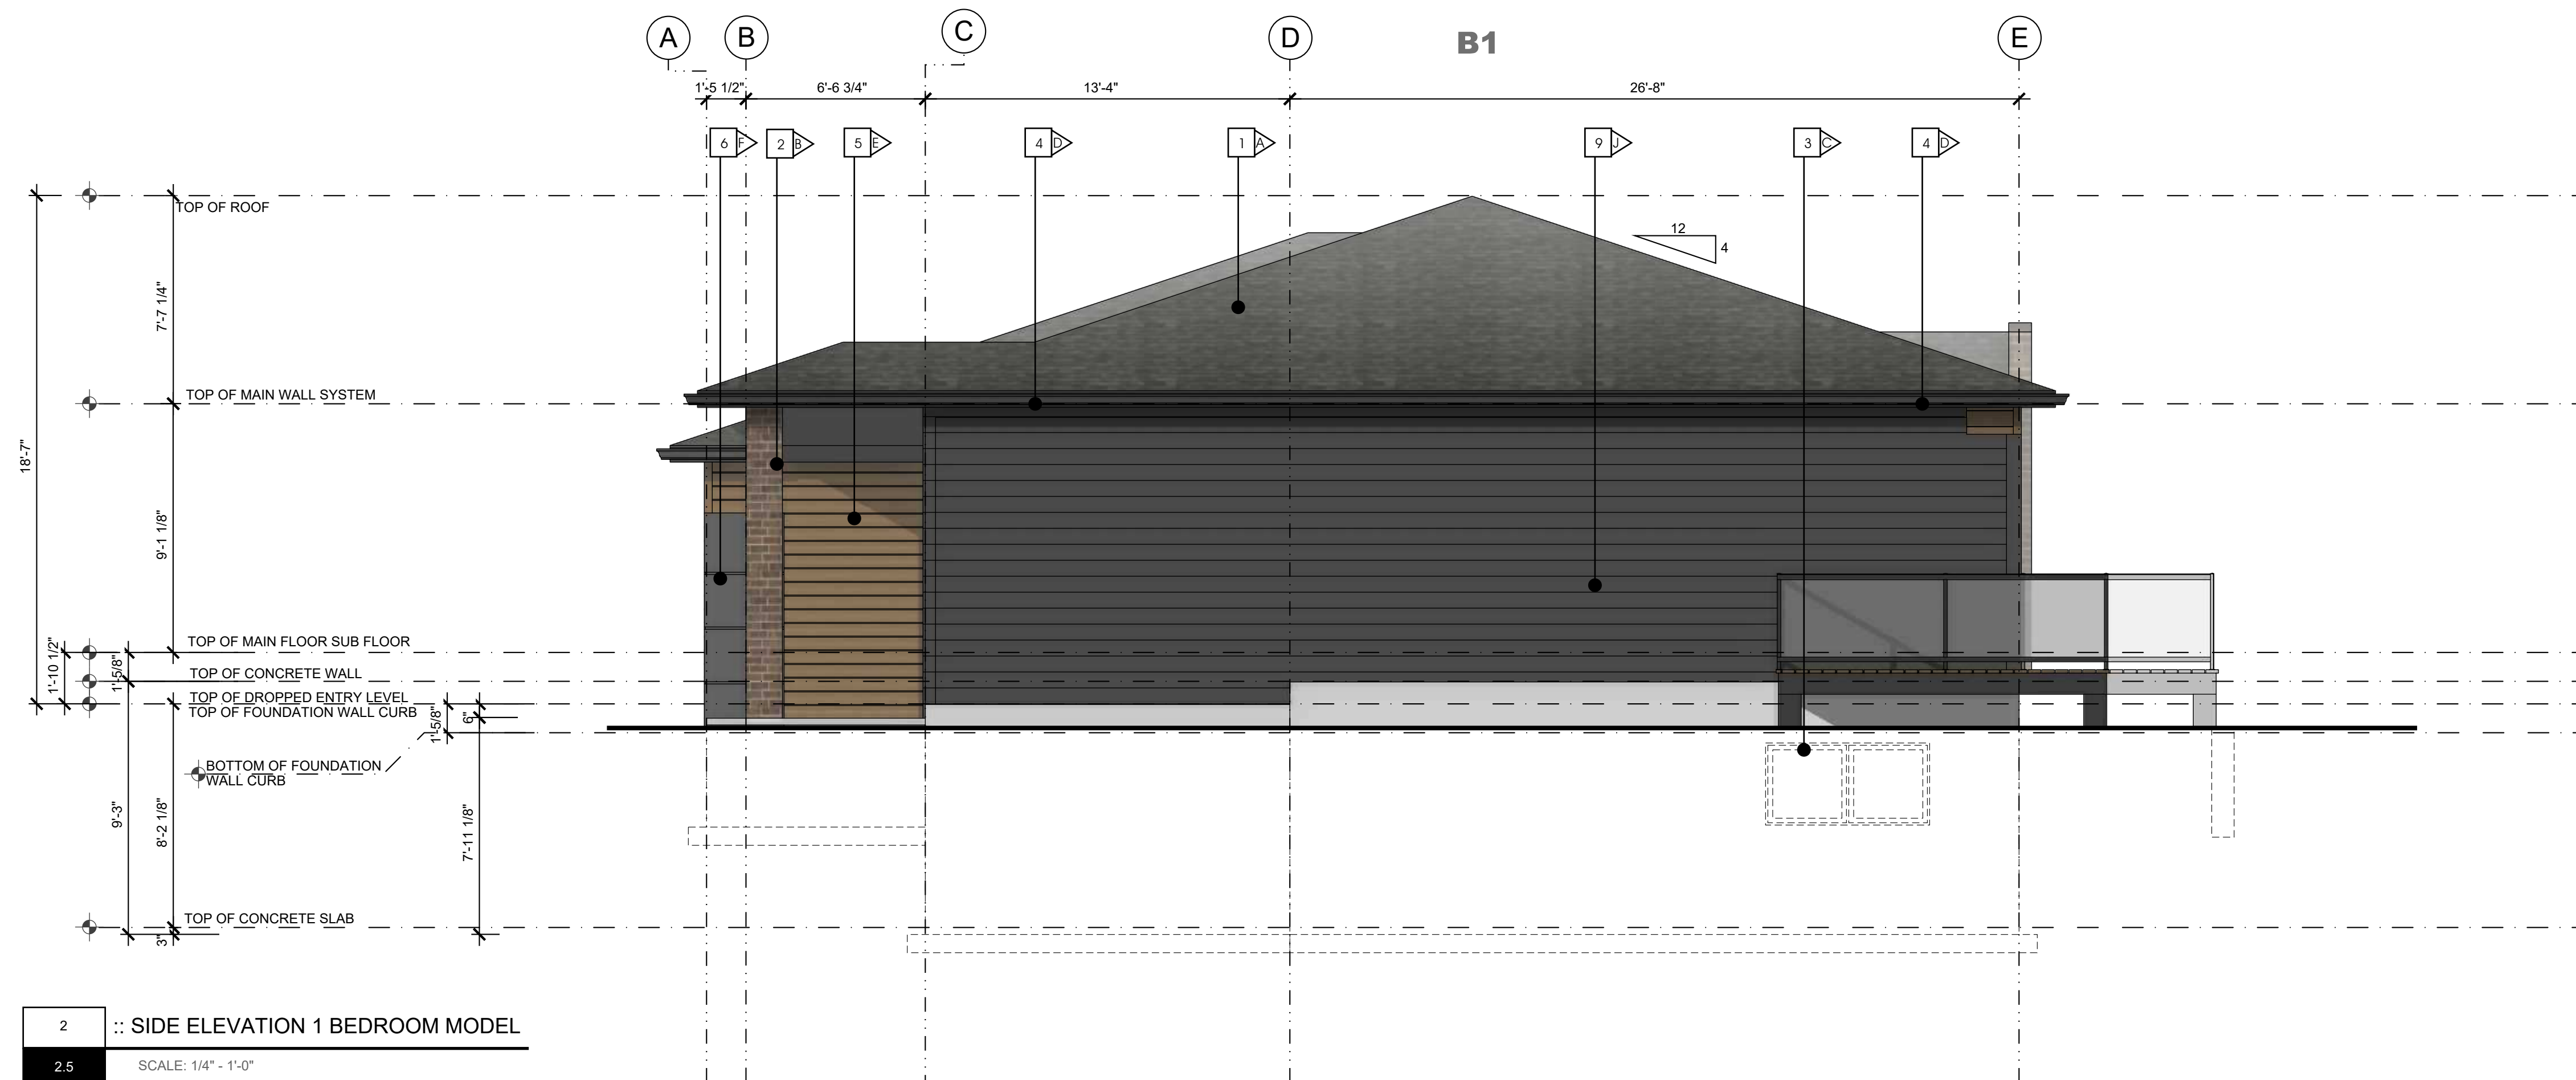 A B C D E
B1
1'-5 1/2" 6'-6 3/4" 13'-4" 26'-8"
6 F 2 B 5 E 4 D 1 A 9 J 3 C 4 D
TOP OF ROOF
12
4
7'-7 1/4"
TOP OF MAIN WALL SYSTEM
18'-7"
9'-1 1/8"
TOP OF MAIN FLOOR SUB FLOOR
1'-10 1/2"
1'-5/8"
TOP OF CONCRETE WALL
TOP OF DROPPED ENTRY LEVEL
TOP OF FOUNDATION WALL CURB
1'-5/8"
6"
BOTTOM OF FOUNDATION
WALL CURB
9'-3"
8'-2 1/8"
7'-11 1/8"
TOP OF CONCRETE SLAB
3"
2 :: SIDE ELEVATION 1 BEDROOM MODEL
2.5 SCALE: 1/4" - 1'-0"